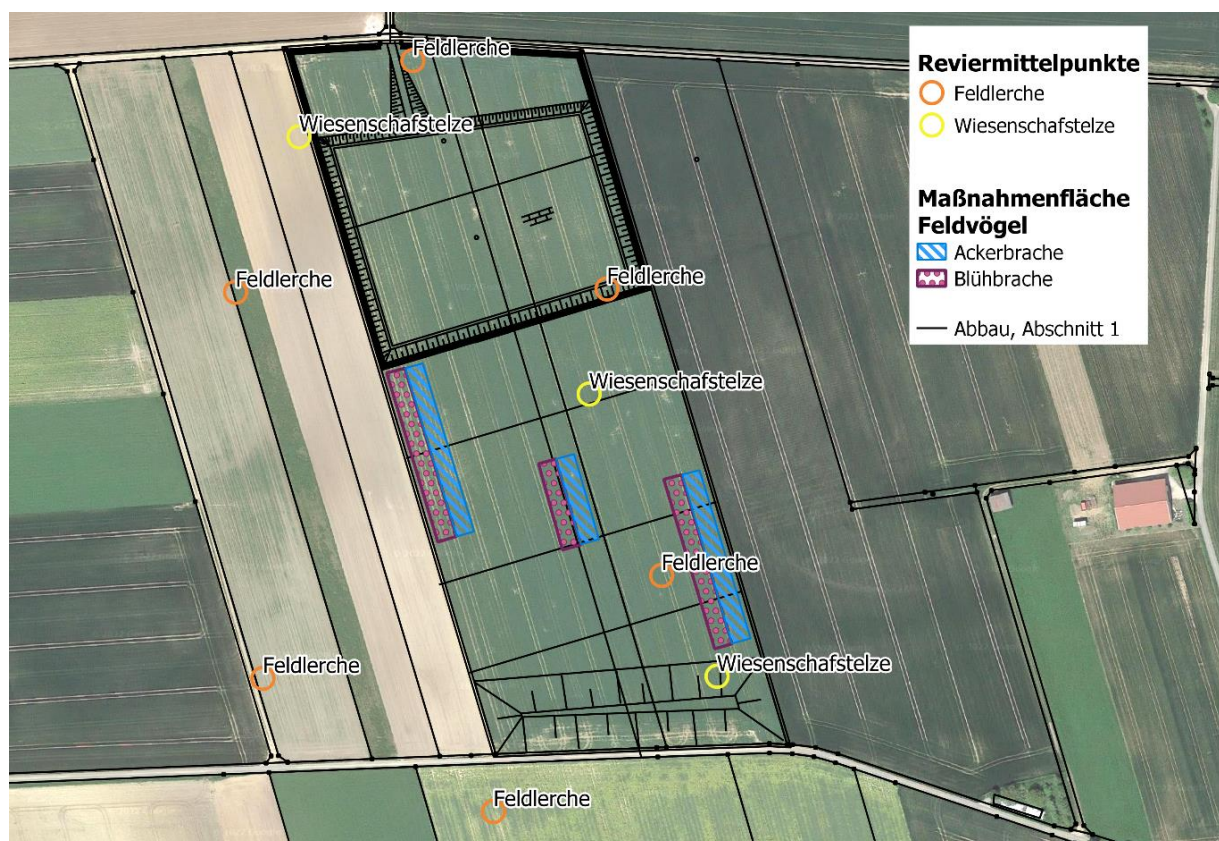 Feldlerche
Wiesenschafstelze
Feldlerche
Feldlerche
Wiesenschafstelze
Feldlerche
Feldlerche
Wiesenschafstelze
Feldlerche
Reviermittelpunkte
Feldlerche
Wiesenschafstelze
Maßnahmenfläche
Feldvögel
Ackerbrache
Blühbrache
Abbau, Abschnitt 1